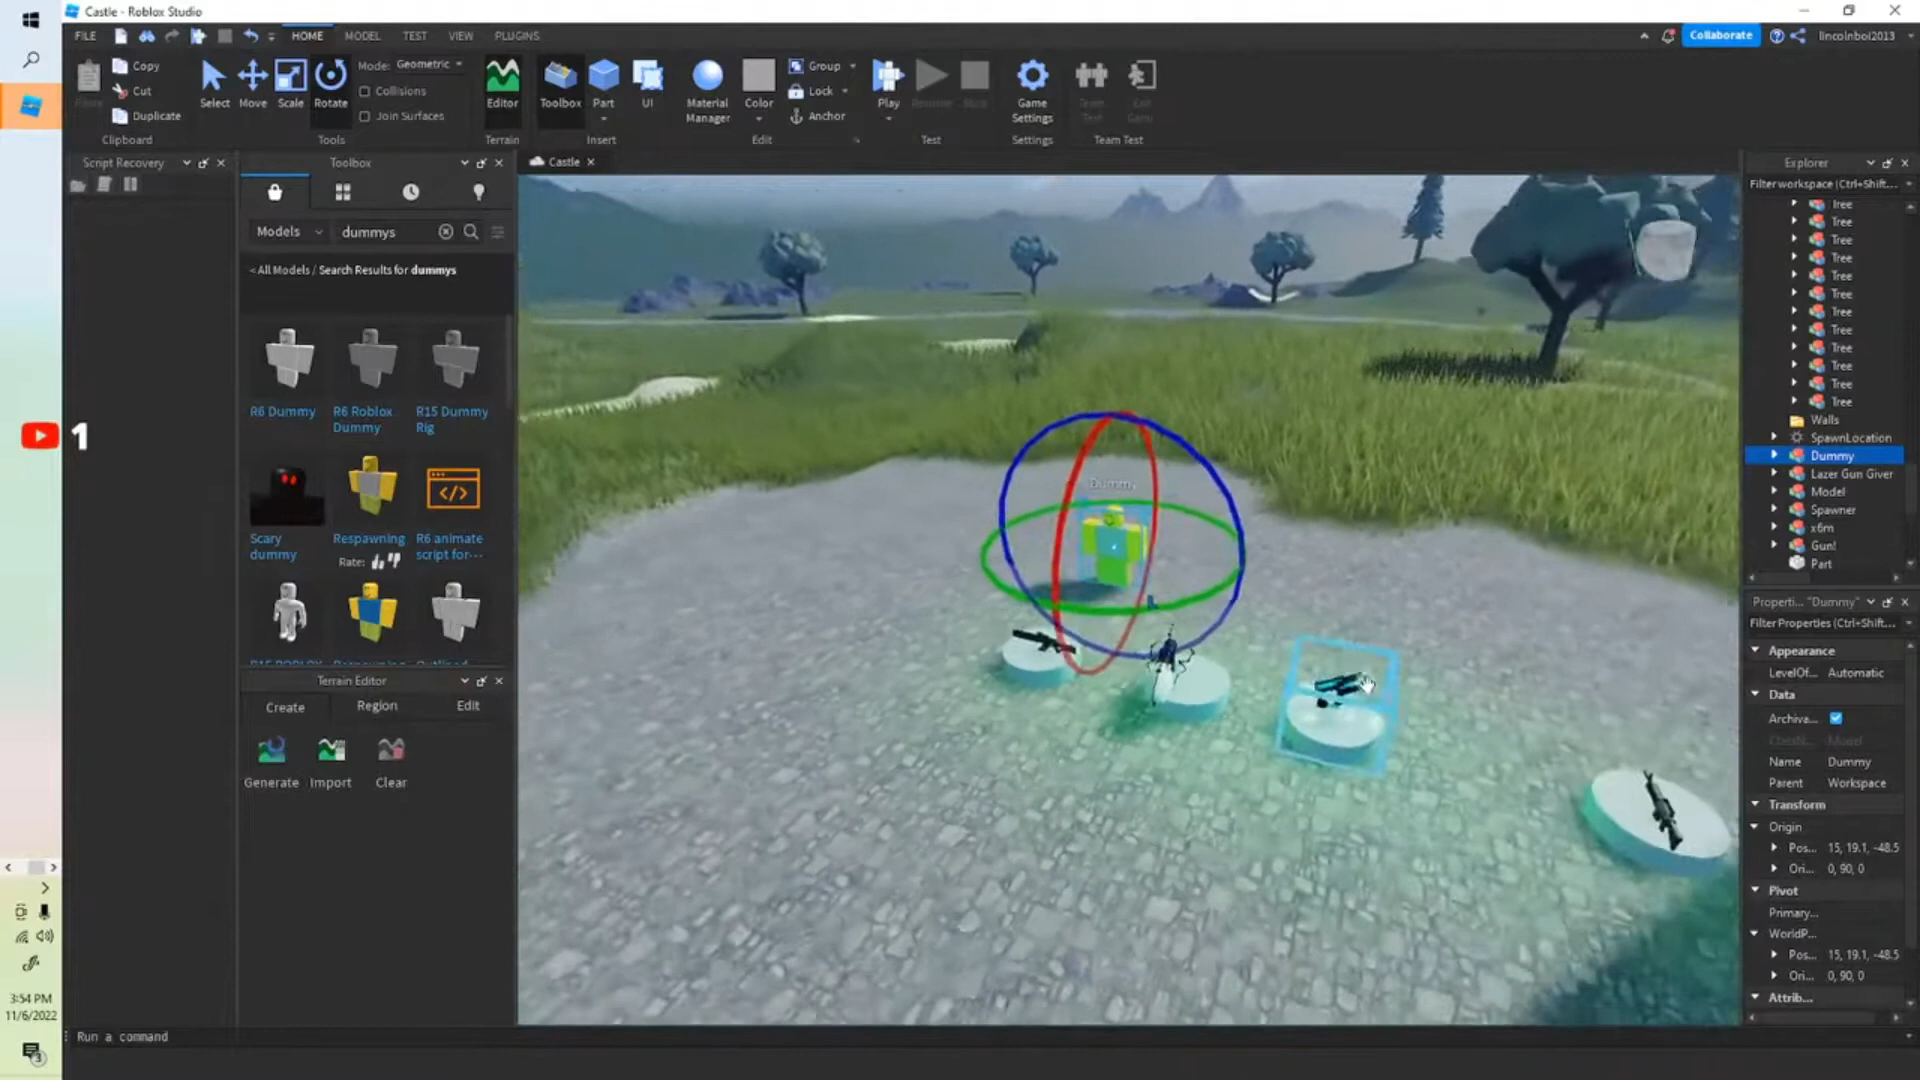 Castle - Roblox Studio
FILE HOME MODEL TEST VIEW PLUGINS
Collaborate
lincolnboi2013
Copy
Cut
Duplicate
Clipboard
Select Move Scale Rotate
Mode: Geometric
Collisions
Join Surfaces
Tools
Editor
Terrain
Toolbox Part UI
Insert
Material Manager
Color
Group
Lock
Anchor
Edit
Play
Test
Game Settings
Settings
Team Test
Script Recovery
Toolbox
Castle
Explorer
Filter workspace (Ctrl+Shift...
Models
dummys
< All Models / Search Results for dummys
R6 Dummy
R6 Roblox Dummy
R15 Dummy Rig
Scary dummy
Respawning
Rate:
R6 animate script for...
Tree
Tree
Tree
Tree
Tree
Tree
Tree
Tree
Tree
Tree
Tree
Tree
Walls
SpawnLocation
Dummy
Lazer Gun Giver
Model
Spawner
x6m
Gun!
Part
Dummy
1
Properti... "Dummy"
Filter Properties (Ctrl+Shift...
Appearance
LevelOf... Automatic
Data
Archiva...
Name Dummy
Parent Workspace
Transform
Origin
Pos... 15, 19.1, -48.5
Ori... 0, 90, 0
Pivot
Primary...
WorldP...
Pos... 15, 19.1, -48.5
Ori... 0, 90, 0
Attrib...
Terrain Editor
Create Region Edit
Generate Import Clear
3:54 PM
11/6/2022
3
Run a command